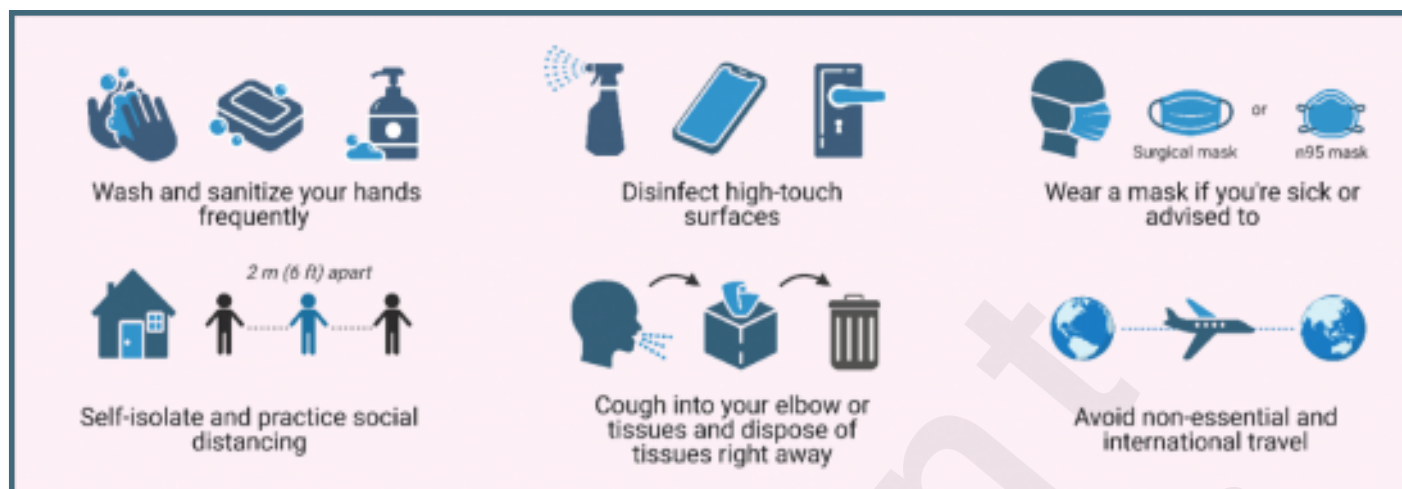 Surgical mask
or
n95 mask
Wash and sanitize your hands
frequently
Disinfect high-touch
surfaces
Wear a mask if you're sick or
advised to
2 m (6 ft) apart
Self-isolate and practice social
distancing
Cough into your elbow or
tissues and dispose of
tissues right away
Avoid non-essential and
international travel